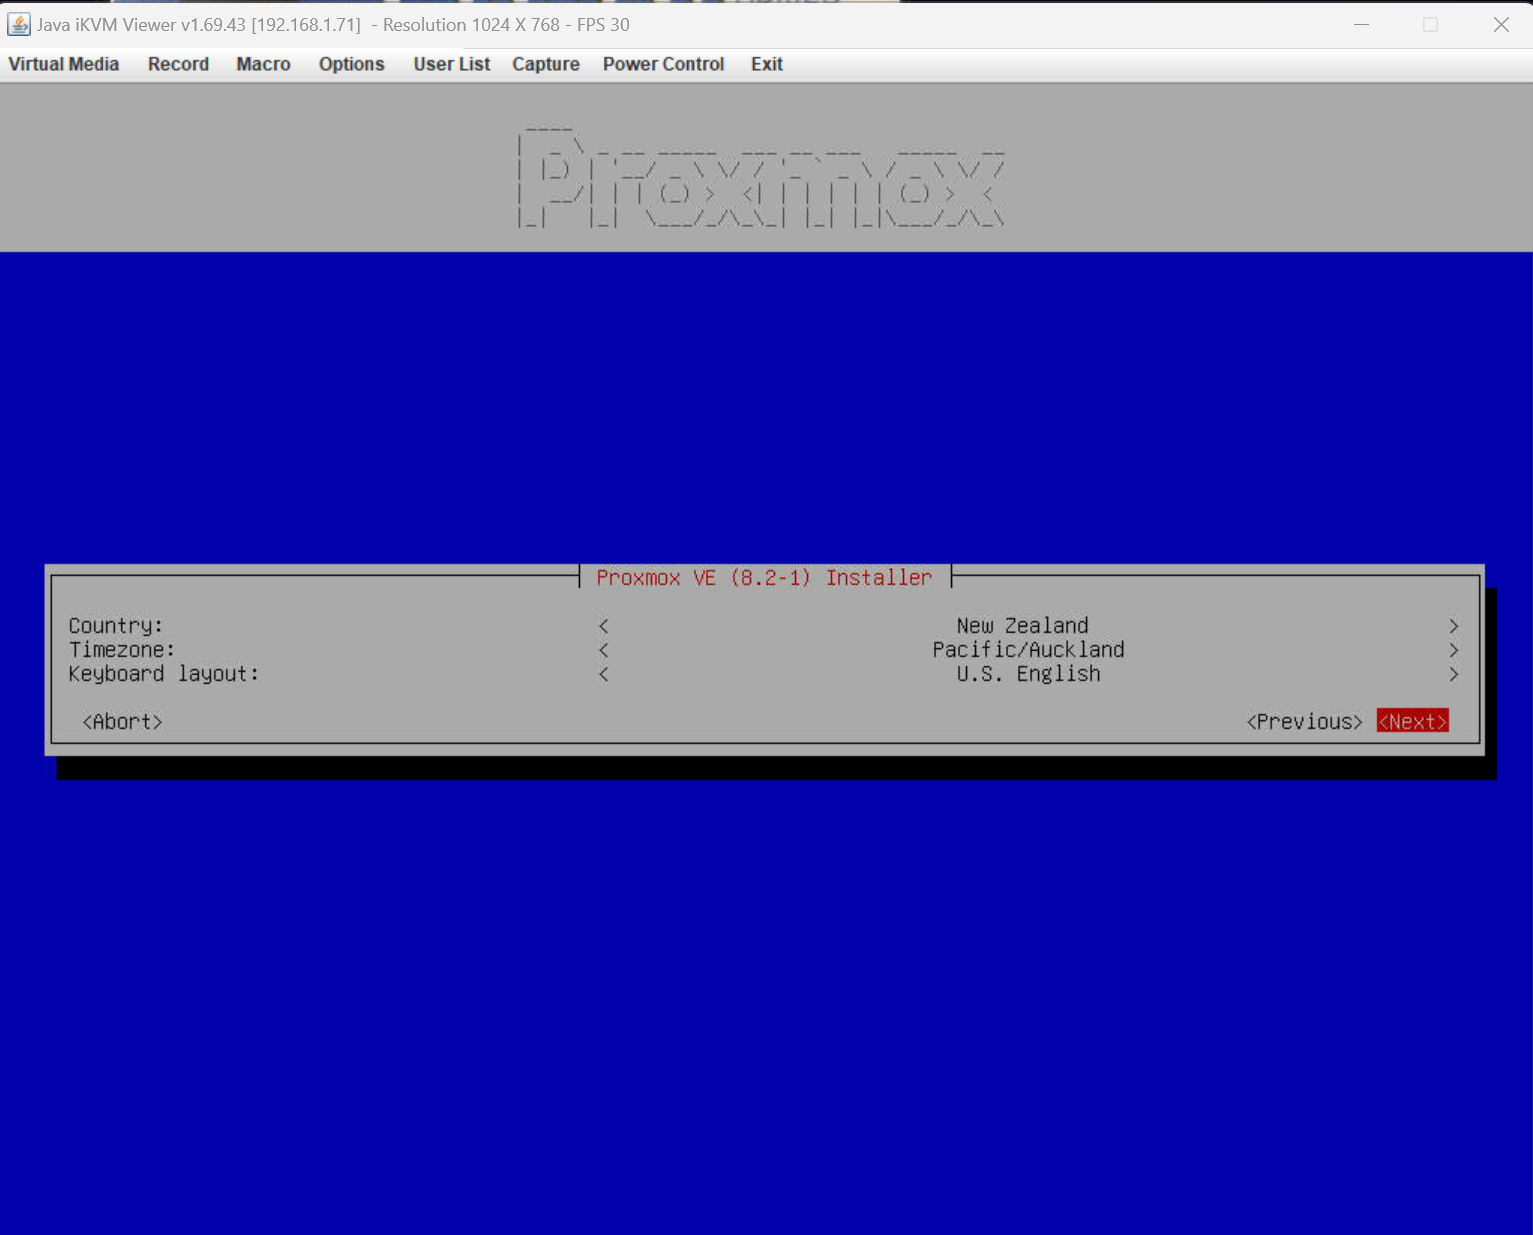 Java iKVM Viewer v1.69.43 [192.168.1.71]  - Resolution 1024 X 768 - FPS 30
Virtual Media Record Macro Options User List Capture Power Control Exit
Proxmox
Proxmox VE (8.2-1) Installer
Country: < New Zealand >
Timezone: < Pacific/Auckland >
Keyboard layout: < U.S. English >
<Abort> <Previous> <Next>